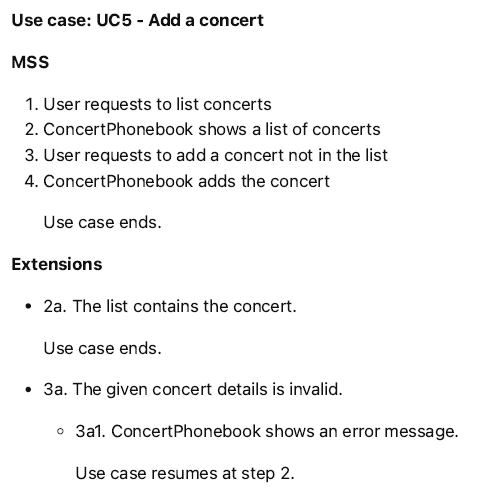 Use case: UC5 - Add a concert
MSS
1. User requests to list concerts
2. ConcertPhonebook shows a list of concerts
3. User requests to add a concert not in the list
4. ConcertPhonebook adds the concert
Use case ends.
Extensions
• 2a. The list contains the concert.
Use case ends.
• 3a. The given concert details is invalid.
◦ 3a1. ConcertPhonebook shows an error message.
Use case resumes at step 2.